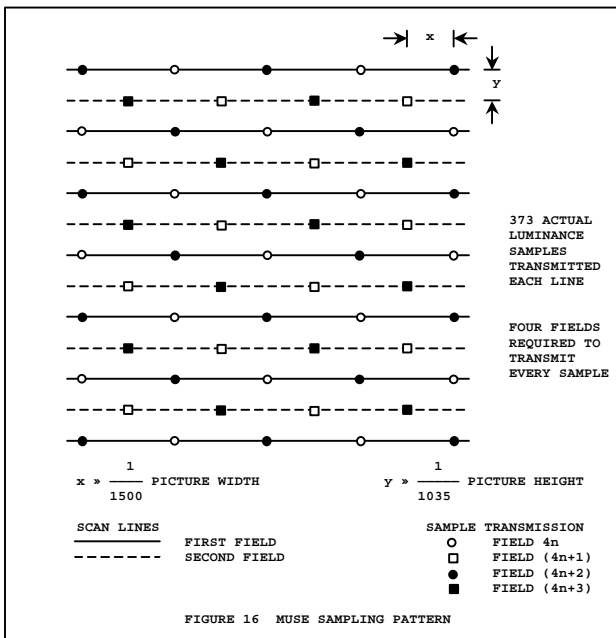 x
y
373 ACTUAL
LUMINANCE
SAMPLES
TRANSMITTED
EACH LINE
FOUR FIELDS
REQUIRED TO
TRANSMIT
EVERY SAMPLE
1
x » ―― PICTURE WIDTH
1500
1
y » ―― PICTURE HEIGHT
1035
SCAN LINES
FIRST FIELD
SECOND FIELD
SAMPLE TRANSMISSION
FIELD 4n
FIELD (4n+1)
FIELD (4n+2)
FIELD (4n+3)
FIGURE 16 MUSE SAMPLING PATTERN